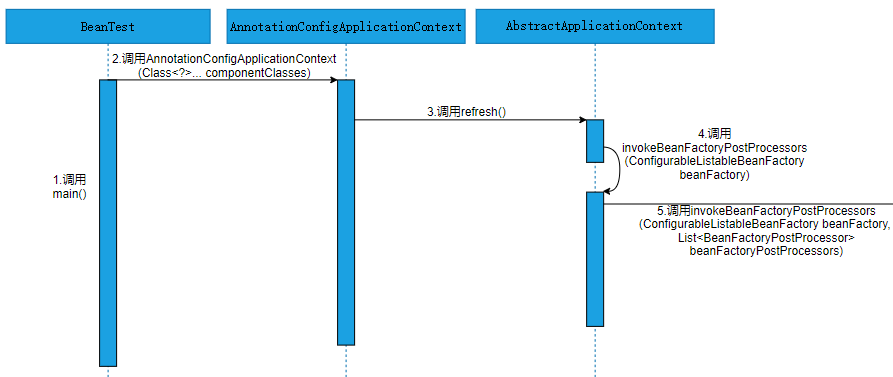 BeanTest
AnnotationConfigApplicationContext
AbstractApplicationContext
2.调用AnnotationConfigApplicationContext
(Class<?>... componentClasses)
3.调用refresh()
4.调用
invokeBeanFactoryPostProcessors
(ConfigurableListableBeanFactory
beanFactory)
1.调用
main()
5.调用invokeBeanFactoryPostProcessors
(ConfigurableListableBeanFactory beanFactory,
List<BeanFactoryPostProcessor>
beanFactoryPostProcessors)